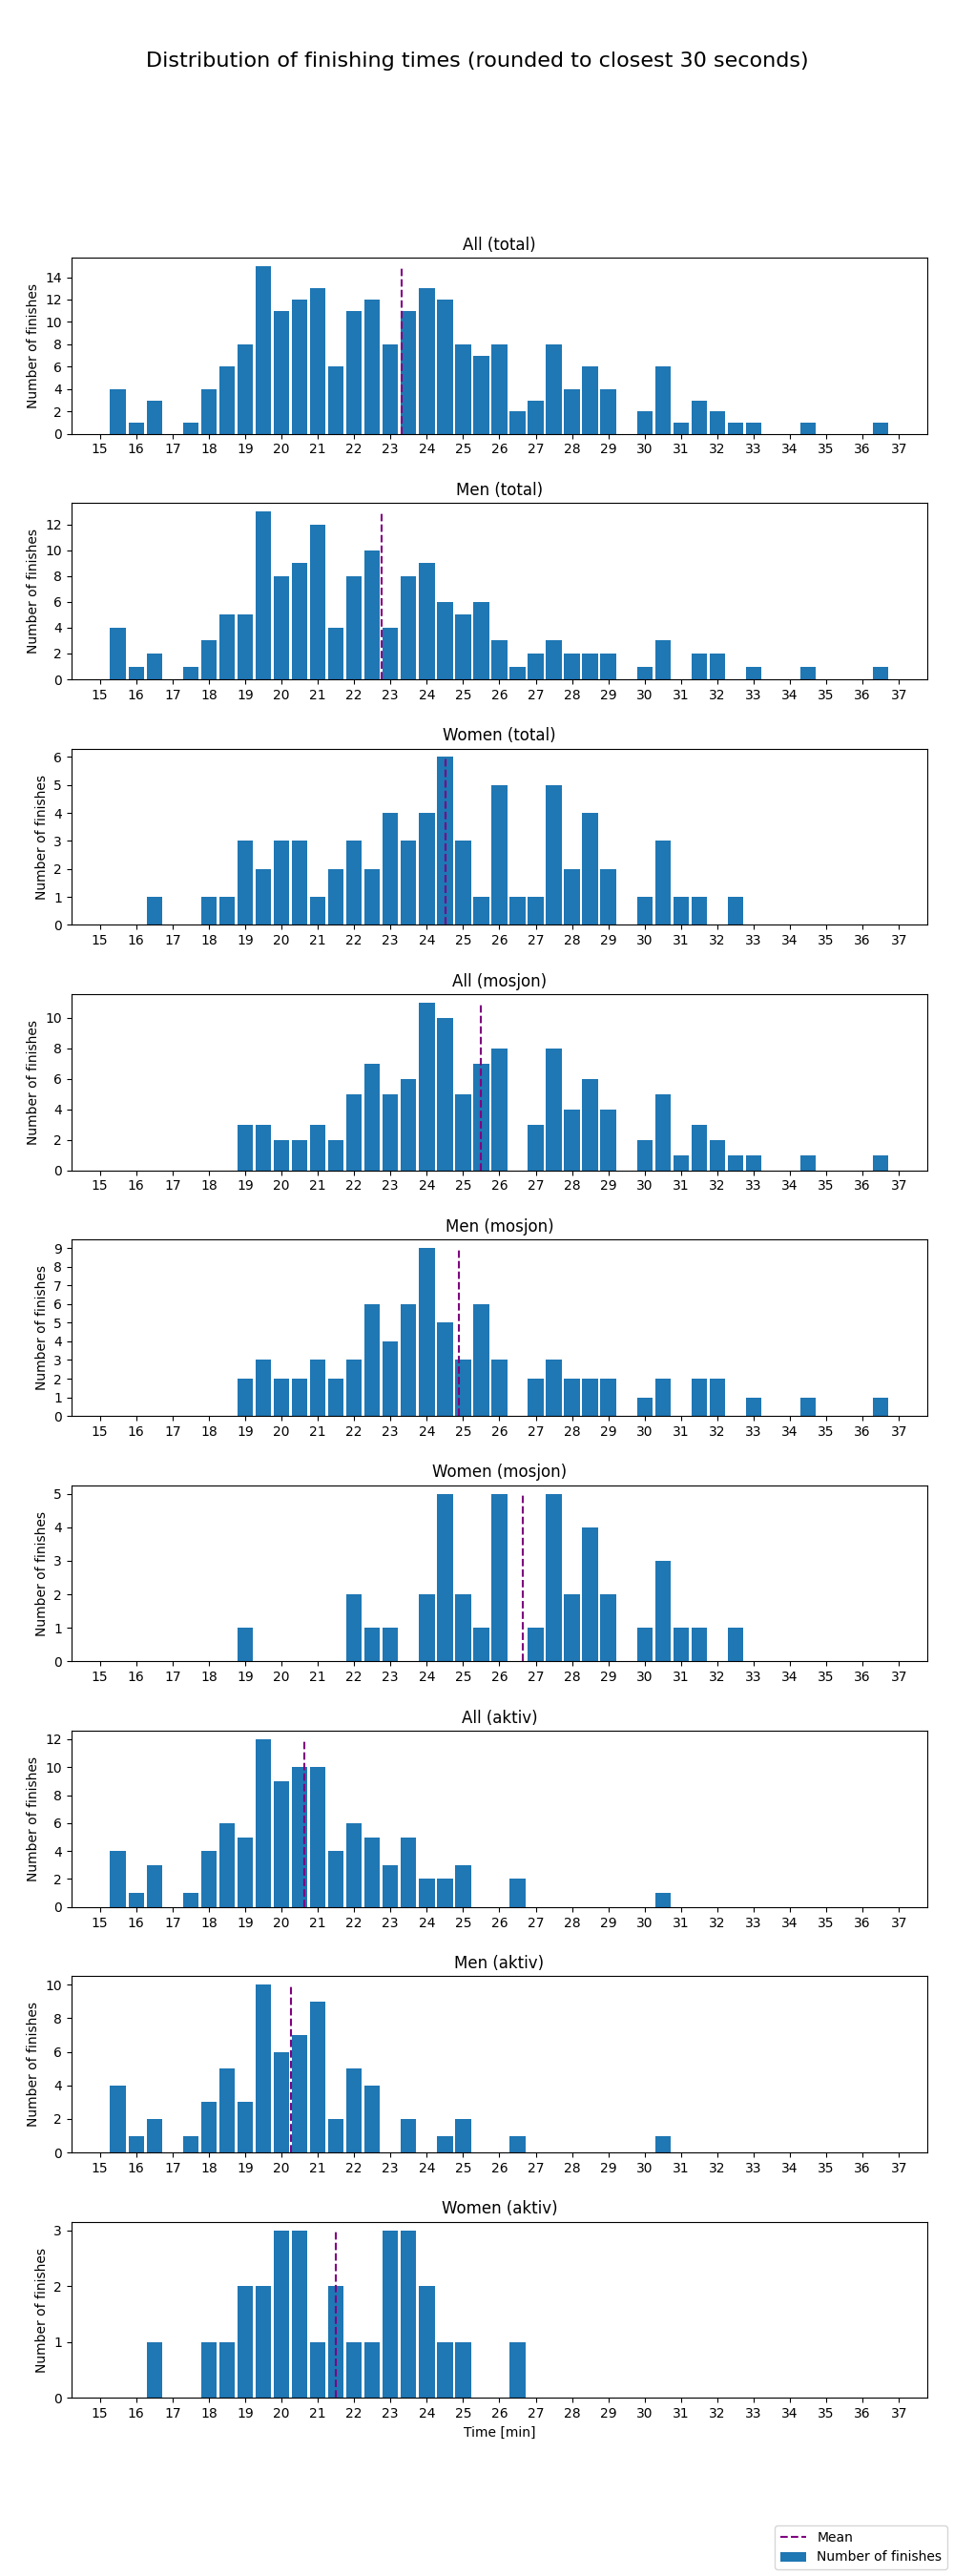 Distribution of finishing times (rounded to closest 30 seconds)
All (total)
Number of finishes
14
12
10
8
6
4
2
0
15 16 17 18 19 20 21 22 23 24 25 26 27 28 29 30 31 32 33 34 35 36 37
Men (total)
Number of finishes
12
10
8
6
4
2
0
15 16 17 18 19 20 21 22 23 24 25 26 27 28 29 30 31 32 33 34 35 36 37
Women (total)
Number of finishes
6
5
4
3
2
1
0
15 16 17 18 19 20 21 22 23 24 25 26 27 28 29 30 31 32 33 34 35 36 37
All (mosjon)
Number of finishes
10
8
6
4
2
0
15 16 17 18 19 20 21 22 23 24 25 26 27 28 29 30 31 32 33 34 35 36 37
Men (mosjon)
Number of finishes
9
8
7
6
5
4
3
2
1
0
15 16 17 18 19 20 21 22 23 24 25 26 27 28 29 30 31 32 33 34 35 36 37
Women (mosjon)
Number of finishes
5
4
3
2
1
0
15 16 17 18 19 20 21 22 23 24 25 26 27 28 29 30 31 32 33 34 35 36 37
All (aktiv)
Number of finishes
12
10
8
6
4
2
0
15 16 17 18 19 20 21 22 23 24 25 26 27 28 29 30 31 32 33 34 35 36 37
Men (aktiv)
Number of finishes
10
8
6
4
2
0
15 16 17 18 19 20 21 22 23 24 25 26 27 28 29 30 31 32 33 34 35 36 37
Women (aktiv)
Number of finishes
3
2
1
0
15 16 17 18 19 20 21 22 23 24 25 26 27 28 29 30 31 32 33 34 35 36 37
Time [min]
Mean
Number of finishes